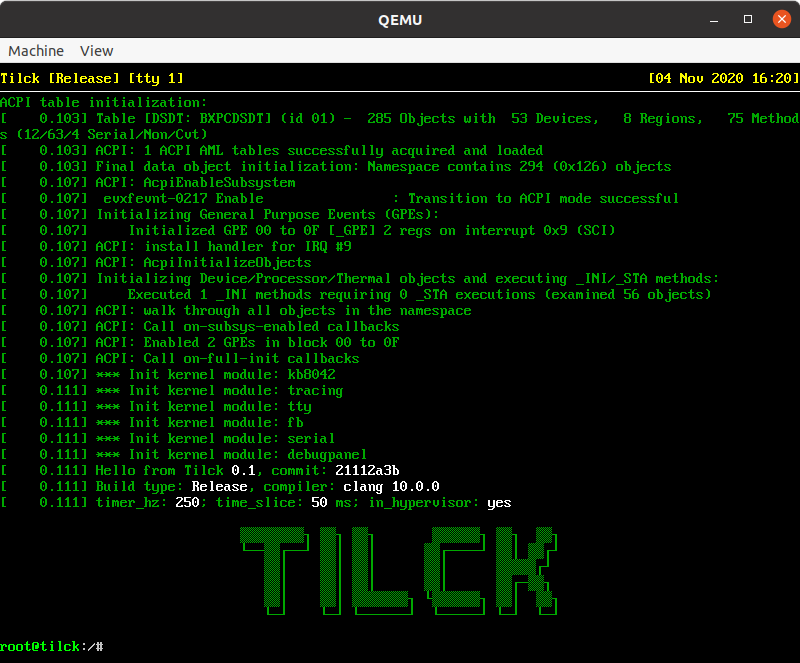 QEMU
Machine View
Tilck [Release] [tty 1] [04 Nov 2020 16:20]
ACPI table initialization:
[    0.103] Table [DSDT: BXPCDSDT] (id 01) -  285 Objects with  53 Devices,   8 Regions,   75 Method
s (12/63/4 Serial/Non/Cvt)
[    0.103] ACPI: 1 ACPI AML tables successfully acquired and loaded
[    0.103] Final data object initialization: Namespace contains 294 (0x126) objects
[    0.107] ACPI: AcpiEnableSubsystem
[    0.107]  evxfevnt-0217 Enable                : Transition to ACPI mode successful
[    0.107] Initializing General Purpose Events (GPEs):
[    0.107]     Initialized GPE 00 to 0F [_GPE] 2 regs on interrupt 0x9 (SCI)
[    0.107] ACPI: install handler for IRQ #9
[    0.107] ACPI: AcpiInitializeObjects
[    0.107] Initializing Device/Processor/Thermal objects and executing _INI/_STA methods:
[    0.107]     Executed 1 _INI methods requiring 0 _STA executions (examined 56 objects)
[    0.107] ACPI: walk through all objects in the namespace
[    0.107] ACPI: Call on-subsys-enabled callbacks
[    0.107] ACPI: Enabled 2 GPEs in block 00 to 0F
[    0.107] ACPI: Call on-full-init callbacks
[    0.107] *** Init kernel module: kb8042
[    0.111] *** Init kernel module: tracing
[    0.111] *** Init kernel module: tty
[    0.111] *** Init kernel module: fb
[    0.111] *** Init kernel module: serial
[    0.111] *** Init kernel module: debugpanel
[    0.111] Hello from Tilck 0.1, commit: 21112a3b
[    0.111] Build type: Release, compiler: clang 10.0.0
[    0.111] timer_hz: 250; time_slice: 50 ms; in_hypervisor: yes
TILCK
root@tilck:/#